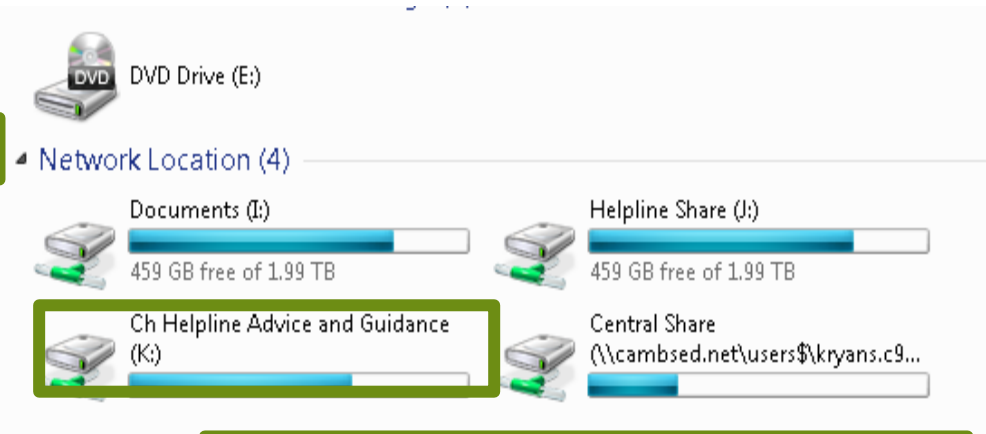 DVD
DVD Drive (E:)
Network Location (4)
Documents (I:)
459 GB free of 1.99 TB
Helpline Share (J:)
459 GB free of 1.99 TB
Ch Helpline Advice and Guidance
(K:)
Central Share
(\\cambsed.net\users$\kryans.c9...